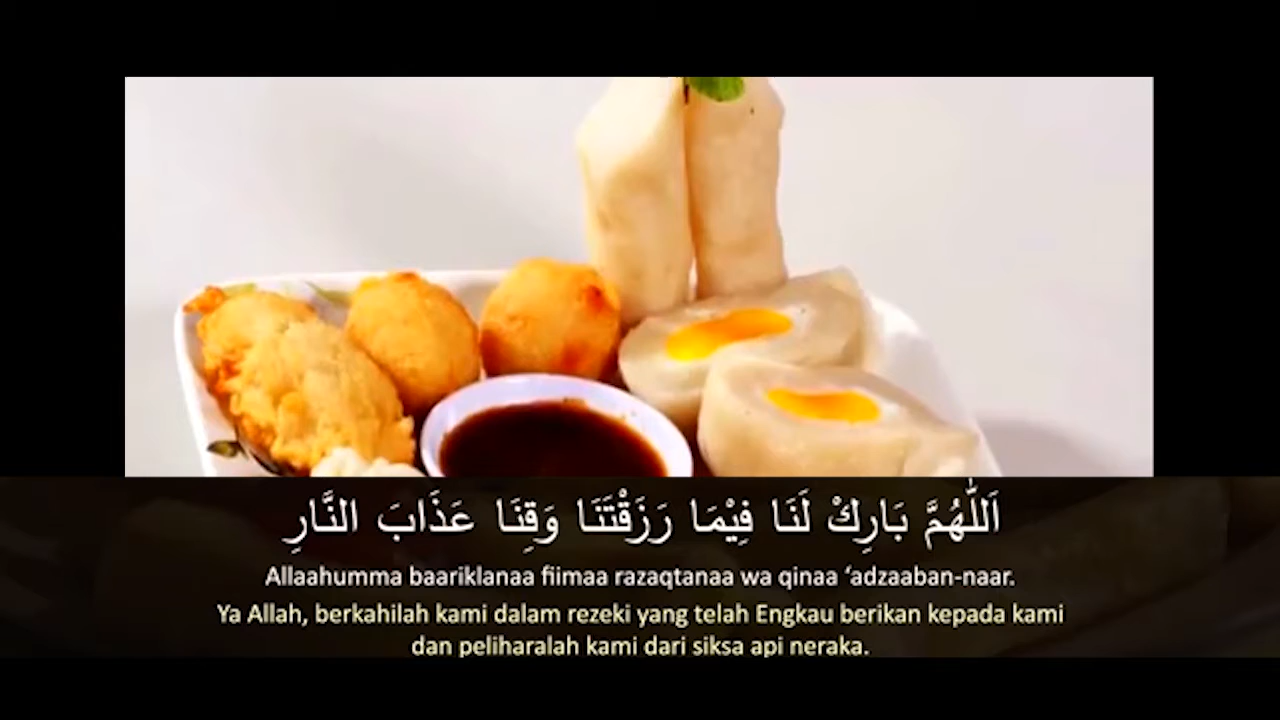 اَللّٰهُمَّ بَارِكْ لَنَا فِيْمَا رَزَقْتَنَا وَقِنَا عَذَابَ النَّارِ
Allaahumma baariklanaa fiimaa razaqtanaa wa qinaa ‘adzaaban-naar.
Ya Allah, berkahilah kami dalam rezeki yang telah Engkau berikan kepada kami
dan peliharalah kami dari siksa api neraka.